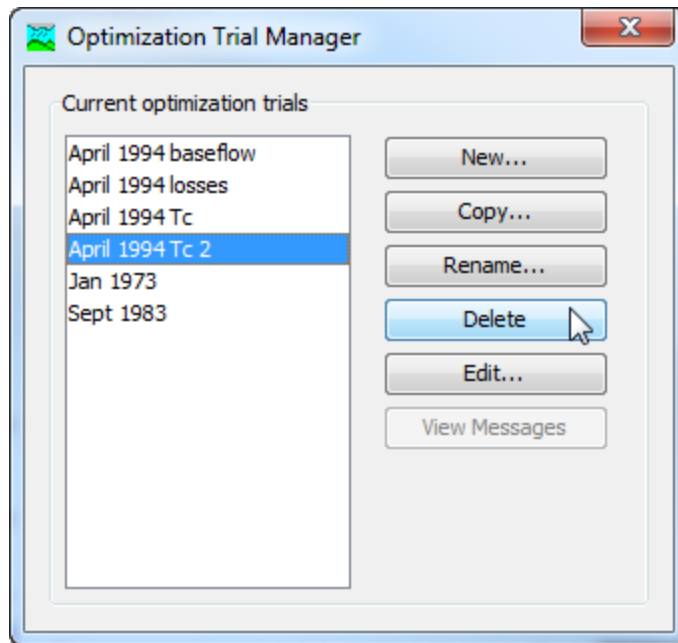 Optimization Trial Manager
Current optimization trials
April 1994 baseflow
April 1994 losses
April 1994 Tc
April 1994 Tc 2
Jan 1973
Sept 1983
New...
Copy...
Rename...
Delete
Edit...
View Messages